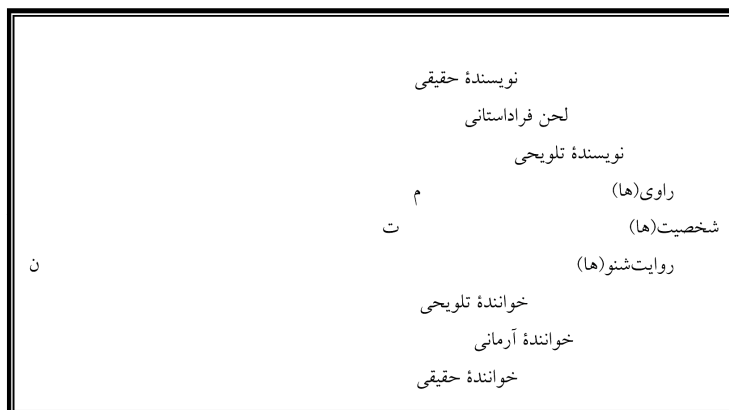 نویسندهٔ حقیقی
لحن فراداستانی
نویسندهٔ تلویحی
راوی(ها) م
شخصیت(ها) ت
روایت‌شنو(ها) ن
خوانندهٔ تلویحی
خوانندهٔ آرمانی
خوانندهٔ حقیقی